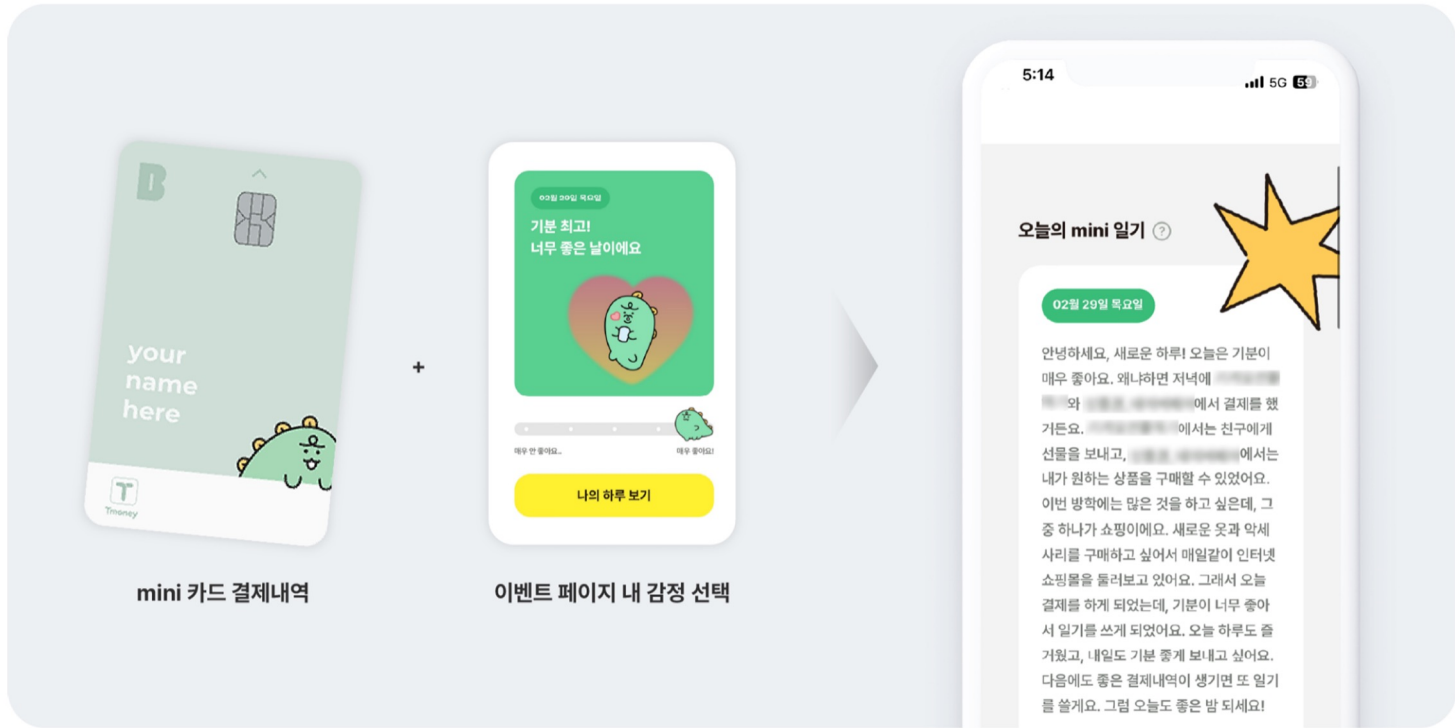 B
your
name
here
T
Tmoney
mini 카드 결제내역
+
02월 29일 목요일
기분 최고!
너무 좋은 날이에요
매우 안 좋아요..
매우 좋아요!
나의 하루 보기
이벤트 페이지 내 감정 선택
5:14
5G 59
오늘의 mini 일기 ?
02월 29일 목요일
안녕하세요, 새로운 하루! 오늘은 기분이
매우 좋아요. 왜냐하면 저녁에
와 에서 결제를 했
거든요. 에서는 친구에게
선물을 보내고, 에서는
내가 원하는 상품을 구매할 수 있었어요.
이번 방학에는 많은 것을 하고 싶은데, 그
중 하나가 쇼핑이에요. 새로운 옷과 악세
사리를 구매하고 싶어서 매일같이 인터넷
쇼핑몰을 둘러보고 있어요. 그래서 오늘
결제를 하게 되었는데, 기분이 너무 좋아
서 일기를 쓰게 되었어요. 오늘 하루도 즐
거웠고, 내일도 기분 좋게 보내고 싶어요.
다음에도 좋은 결제내역이 생기면 또 일기
를 쓸게요. 그럼 오늘도 좋은 밤 되세요!